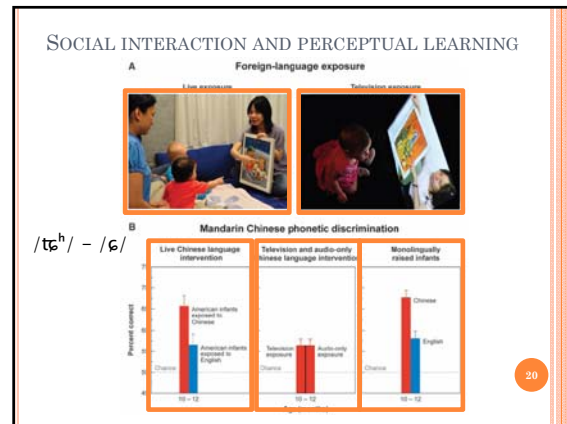 SOCIAL INTERACTION AND PERCEPTUAL LEARNING
A Foreign-language exposure
Live exposure Television exposure
B Mandarin Chinese phonetic discrimination
/tɕʰ/ – /ɕ/
Live Chinese language
intervention
Television and audio-only
hinese language interventio
Monolingually
raised infants
Percent correct
American infants
exposed to
Chinese
American infants
exposed to
English
Television
exposure
Audio-only
exposure
Chinese
English
Chance
Chance
Chance
10 – 12
10 – 12
10 – 12
20